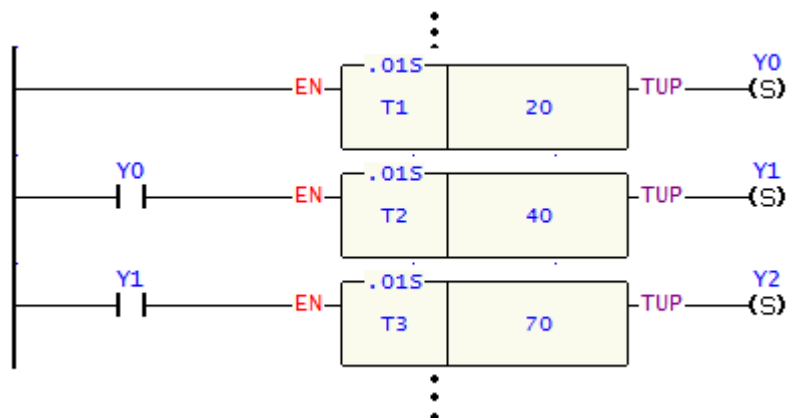 .01S Y0
EN T1 20 TUP (S)
Y0 .01S Y1
EN T2 40 TUP (S)
Y1 .01S Y2
EN T3 70 TUP (S)